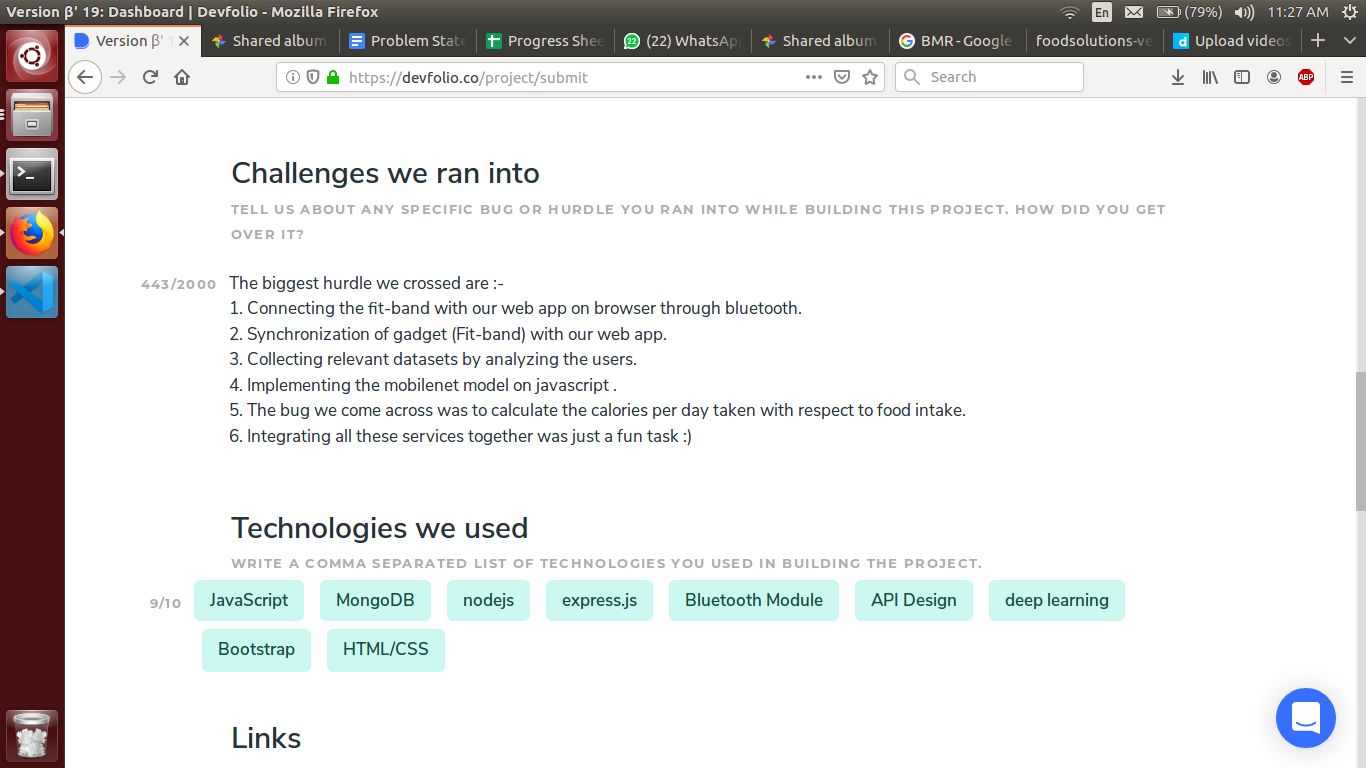 Version β' 19: Dashboard | Devfolio - Mozilla Firefox
En
(79%)
11:27 AM
Version β' 1
Shared album
Problem State
Progress Shee
22
(22) WhatsAp
Shared album
BMR - Google
foodsolutions-ve
Upload videos
https://devfolio.co/project/submit
Search
ABP
Challenges we ran into
TELL US ABOUT ANY SPECIFIC BUG OR HURDLE YOU RAN INTO WHILE BUILDING THIS PROJECT. HOW DID YOU GET
OVER IT?
443/2000
The biggest hurdle we crossed are :-
1. Connecting the fit-band with our web app on browser through bluetooth.
2. Synchronization of gadget (Fit-band) with our web app.
3. Collecting relevant datasets by analyzing the users.
4. Implementing the mobilenet model on javascript .
5. The bug we come across was to calculate the calories per day taken with respect to food intake.
6. Integrating all these services together was just a fun task :)
Technologies we used
WRITE A COMMA SEPARATED LIST OF TECHNOLOGIES YOU USED IN BUILDING THE PROJECT.
9/10
JavaScript
MongoDB
nodejs
express.js
Bluetooth Module
API Design
deep learning
Bootstrap
HTML/CSS
Links